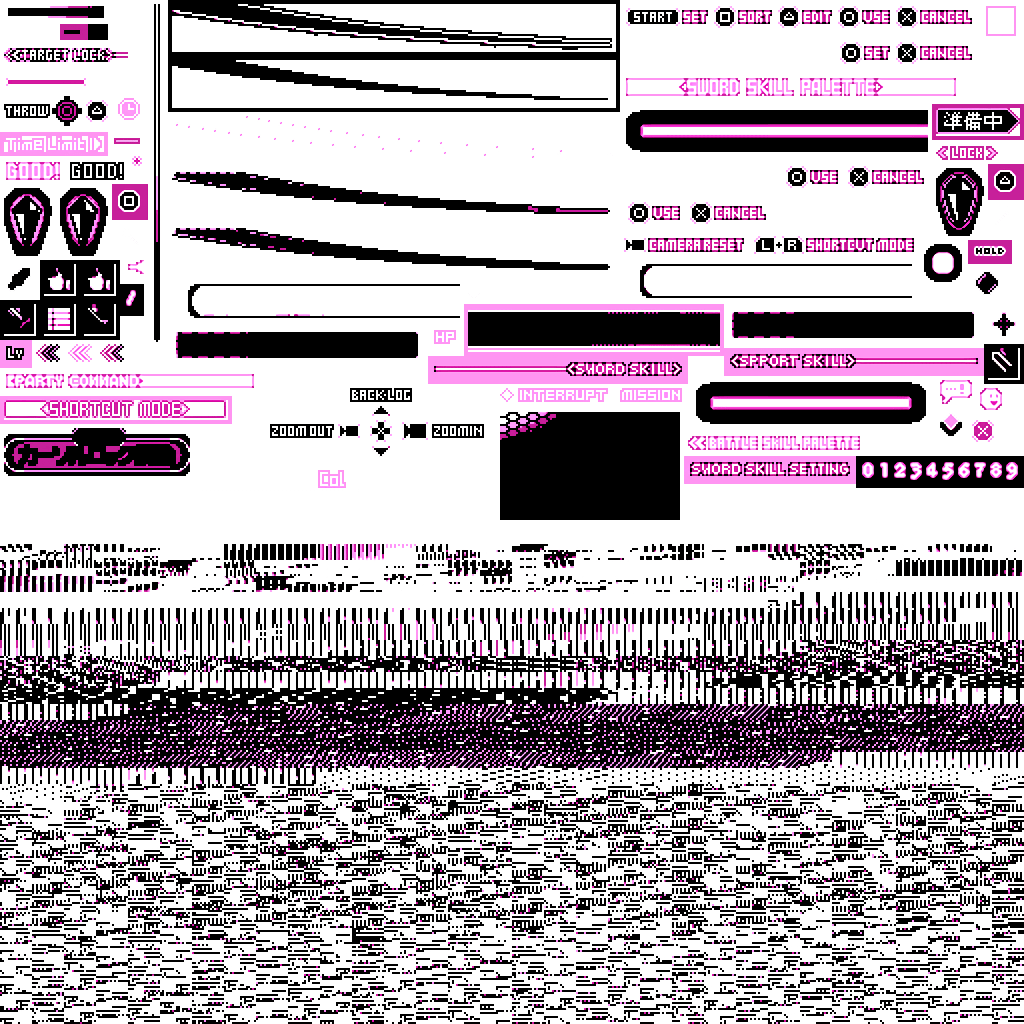 START SET SORT EDIT USE CANCEL
SET CANCEL
<TARGET LOCK>
<SWORD SKILL PALETTE>
THROW
準備中
Time Limit
<LOCK>
GOOD! GOOD!
USE CANCEL
USE CANCEL
CAMERA RESET L+R SHORTCUT MODE
HOLD
HP
Lv
<SWORD SKILL>
<SPPORT SKILL>
<PARTY COMMAND>
BACK LOG
INTERRUPT MISSION
<SHORTCUT MODE>
ZOOM OUT ZOOM IN
BATTLE SKILL PALETTE
SWORD SKILL SETTING 0123456789
Col